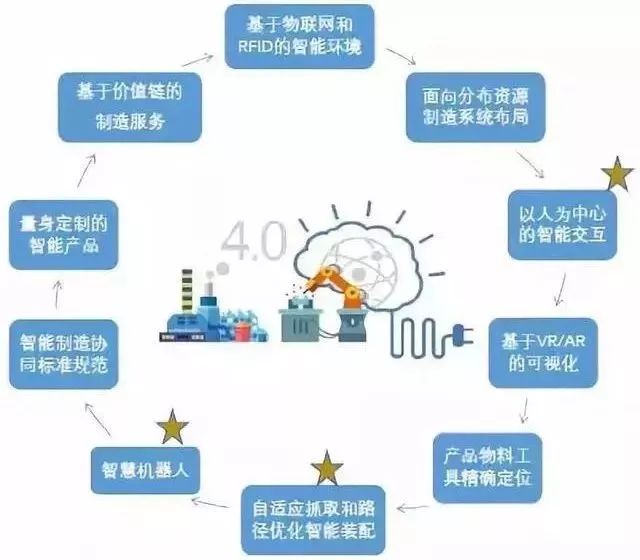 基于物联网和
RFID的智能环境
面向分布资源
制造系统布局
以人为中心
的智能交互
基于VR/AR
的可视化
产品物料工
具精确定位
自适应抓取和路
径优化智能装配
智慧机器人
智能制造协
同标准规范
量身定制的
智能产品
基于价值链的
制造服务
4.0